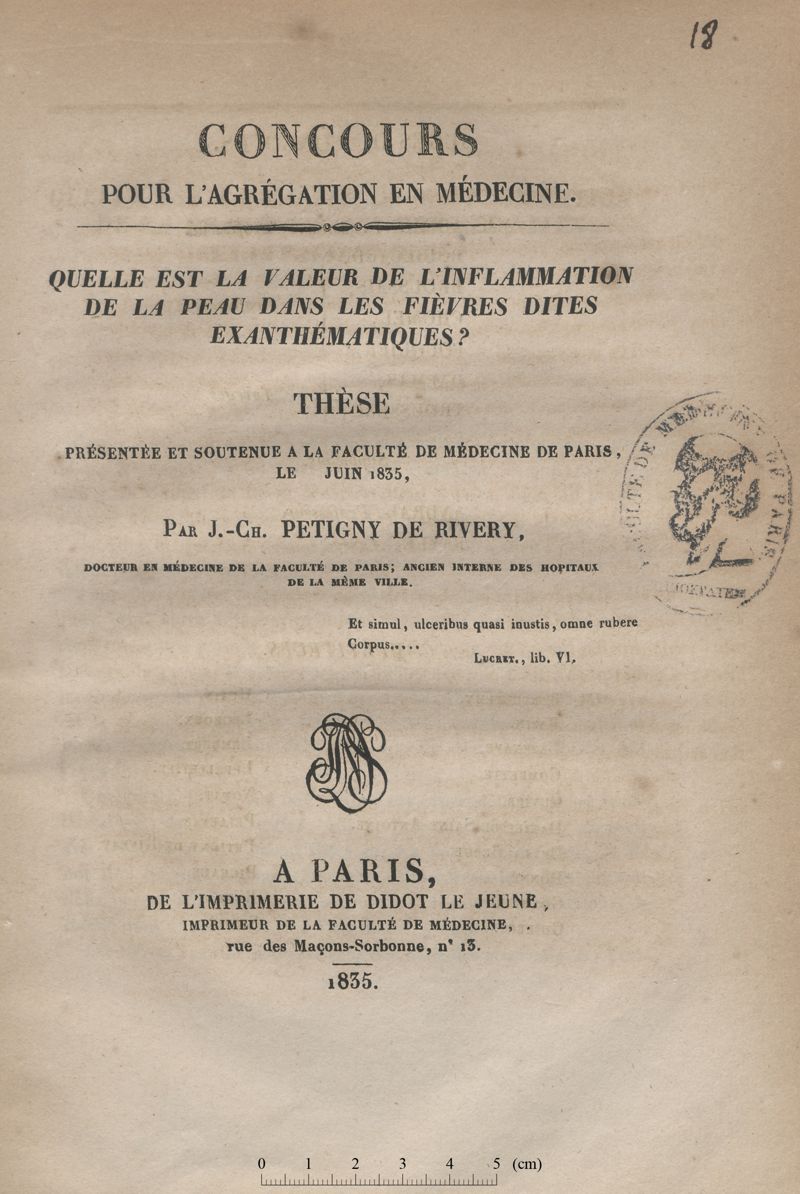 18
CONCOURS
POUR L'AGRÉGATION EN MÉDECINE.
QUELLE EST LA VALEUR DE L'INFLAMMATION
DE LA PEAU DANS LES FIÈVRES DITES
EXANTHÉMATIQUES?
THÈSE
PRÉSENTÉE ET SOUTENUE A LA FACULTÉ DE MÉDECINE DE PARIS,
LE JUIN 1835,
PAR J.-CH. PETIGNY DE RIVERY,
DOCTEUR EN MÉDECINE DE LA FACULTÉ DE PARIS; ANCIEN INTERNE DES HOPITAUX
DE LA MÊME VILLE.
Et simul, ulceribus quasi inustis, omne rubere
Corpus.....
LUCRET., lib. VI.
A PARIS,
DE L'IMPRIMERIE DE DIDOT LE JEUNE,
IMPRIMEUR DE LA FACULTÉ DE MÉDECINE,
rue des Maçons-Sorbonne, n° 13.
1835.
0 1 2 3 4 5 (cm)